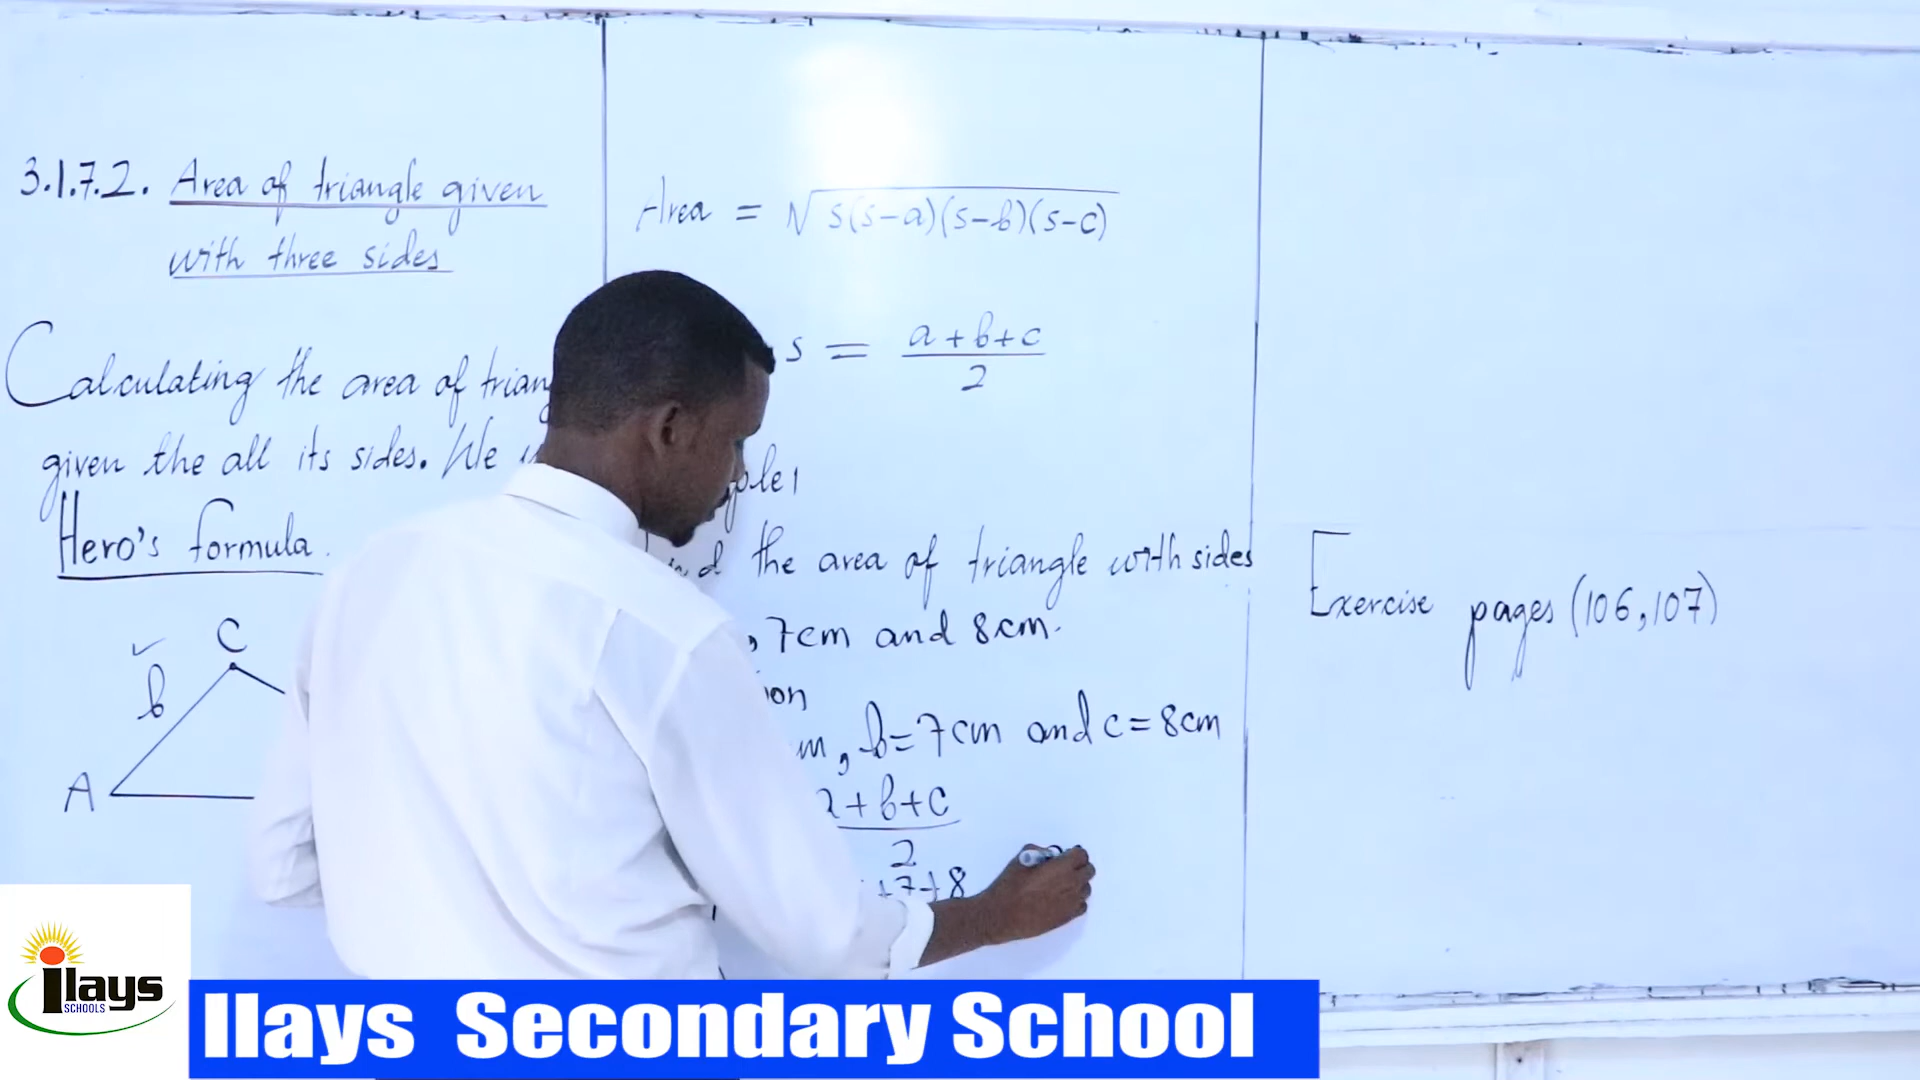 3.1.7.2. Area of triangle given
with three sides
Calculating the area of
given the all its sides. We
Hero's formula.
C
b
A
Area = √s(s-a)(s-b)(s-c)
s = a+b+c
2
the area of triangle with sides
, 7cm and 8cm.
, b=7cm and c=8cm
+b+c
2
+7+8
Exercise pages (106,107)
ilays
SCHOOLS
Ilays Secondary School